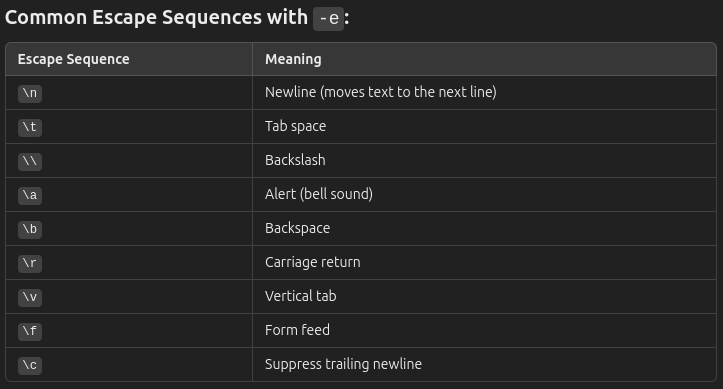 Common Escape Sequences with -e:
Escape Sequence Meaning
\n Newline (moves text to the next line)
\t Tab space
\\ Backslash
\a Alert (bell sound)
\b Backspace
\r Carriage return
\v Vertical tab
\f Form feed
\c Suppress trailing newline